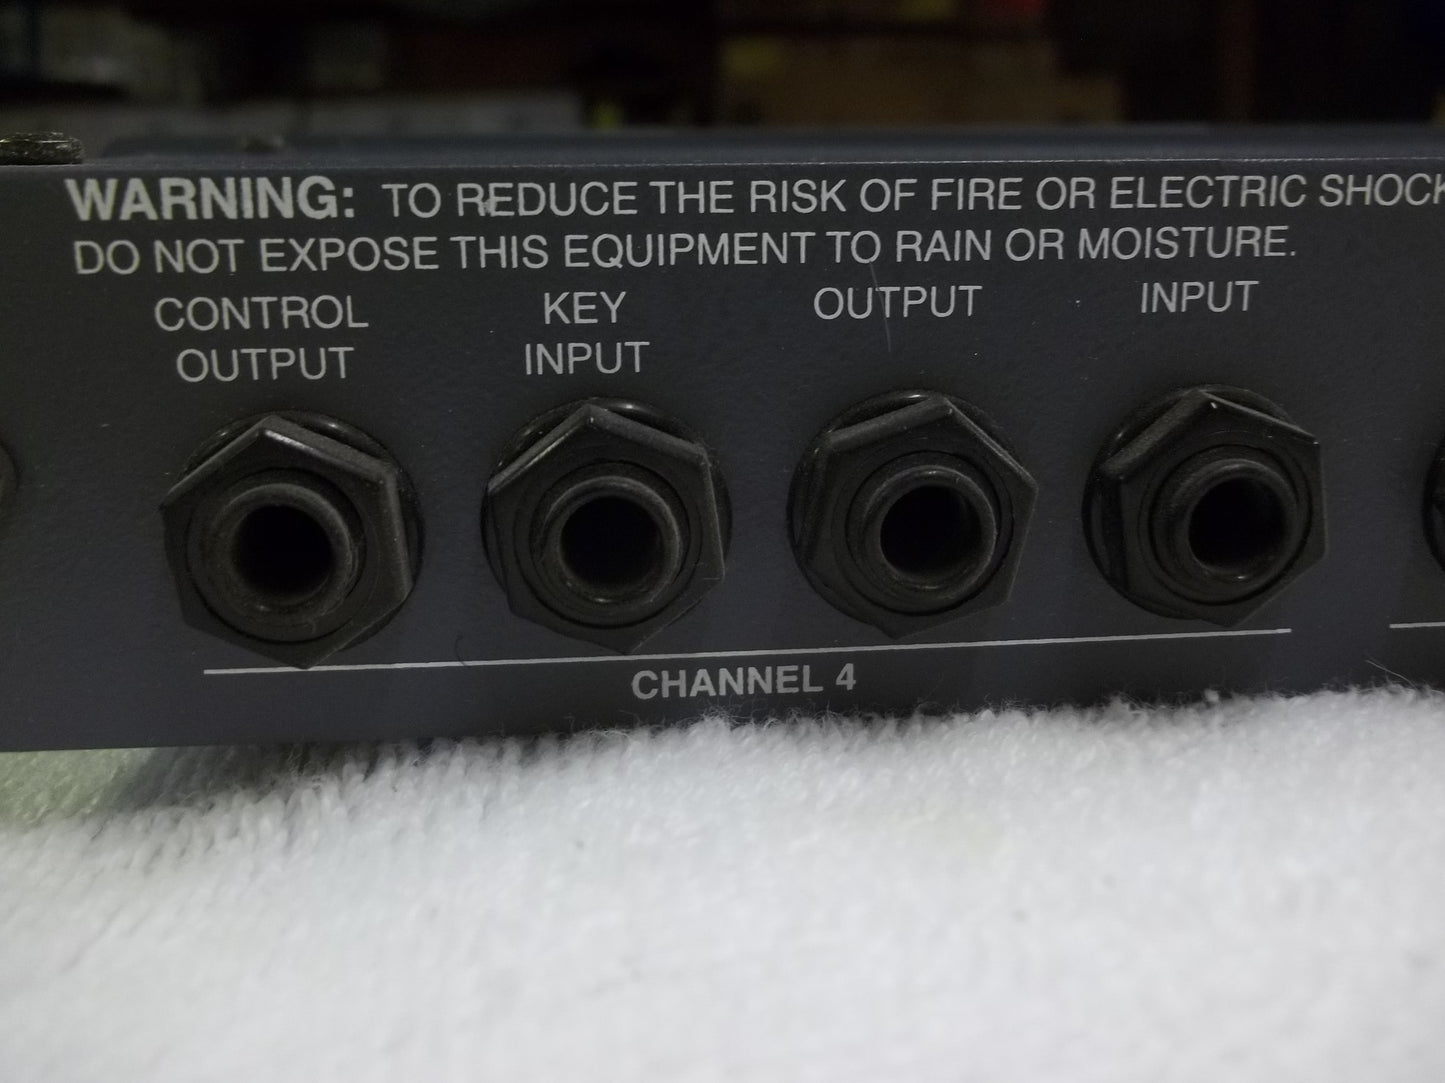 WARNING: TO REDUCE THE RISK OF FIRE OR ELECTRIC SHOCK
DO NOT EXPOSE THIS EQUIPMENT TO RAIN OR MOISTURE.
CONTROL OUTPUT
KEY INPUT
OUTPUT
INPUT
CHANNEL 4